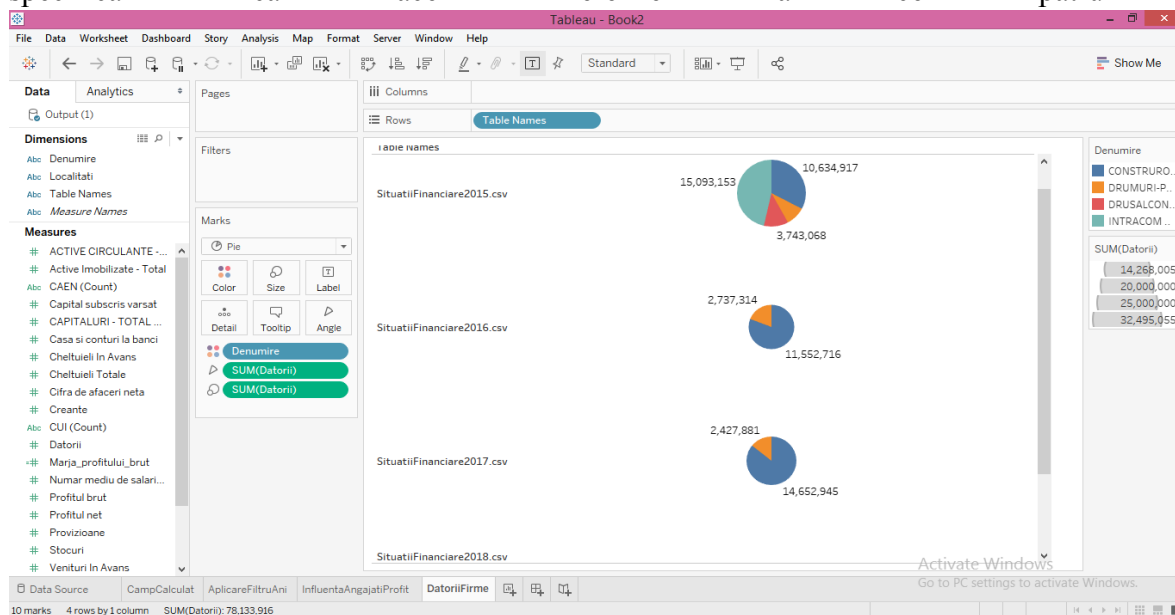 Tableau - Book2
File Data Worksheet Dashboard Story Analysis Map Format Server Window Help
Standard
Show Me
Data Analytics
Output (1)
Dimensions
Abc Denumire
Abc Localitati
Abc Table Names
Abc Measure Names
Measures
# ACTIVE CIRCULANTE -...
# Active Imobilizate - Total
Abc CAEN (Count)
# Capital subscris varsat
# CAPITALURI - TOTAL ...
# Casa si conturi la banci
# Cheltuieli In Avans
# Cheltuieli Totale
# Cifra de afaceri neta
# Creante
Abc CUI (Count)
# Datorii
=# Marja_profitului_brut
# Numar mediu de salari...
# Profitul brut
# Profitul net
# Provizioane
# Stocuri
# Venituri In Avans
Pages
Filters
Marks
Pie
Color Size Label
Detail Tooltip Angle
Denumire
SUM(Datorii)
SUM(Datorii)
Columns
Rows Table Names
Table Names
SituatiiFinanciare2015.csv
15,093,153
10,634,917
3,743,068
SituatiiFinanciare2016.csv
2,737,314
11,552,716
SituatiiFinanciare2017.csv
2,427,881
14,652,945
SituatiiFinanciare2018.csv
Denumire
CONSTRURO..
DRUMURI-P..
DRUSALCON..
INTRACOM ..
SUM(Datorii)
14,268,005
20,000,000
25,000,000
32,495,055
Activate Windows
Go to PC settings to activate Windows.
Data Source CampCalculat AplicareFiltruAni InfluentaAngajatiProfit DatoriiFirme
10 marks 4 rows by 1 column SUM(Datorii): 78,133,916